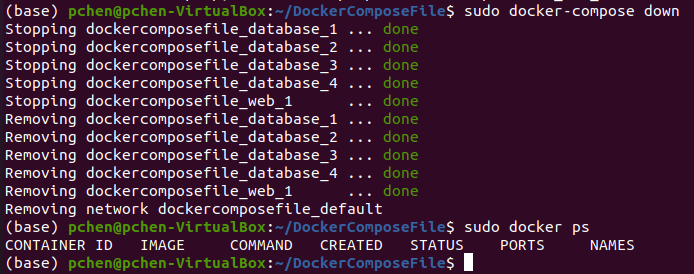 (base) pchen@pchen-VirtualBox:~/DockerComposeFile$ sudo docker-compose down
Stopping dockercomposefile_database_1 ... done
Stopping dockercomposefile_database_2 ... done
Stopping dockercomposefile_database_3 ... done
Stopping dockercomposefile_database_4 ... done
Stopping dockercomposefile_web_1      ... done
Removing dockercomposefile_database_1 ... done
Removing dockercomposefile_database_2 ... done
Removing dockercomposefile_database_3 ... done
Removing dockercomposefile_database_4 ... done
Removing dockercomposefile_web_1      ... done
Removing network dockercomposefile_default
(base) pchen@pchen-VirtualBox:~/DockerComposeFile$ sudo docker ps
CONTAINER ID   IMAGE     COMMAND   CREATED   STATUS    PORTS     NAMES
(base) pchen@pchen-VirtualBox:~/DockerComposeFile$